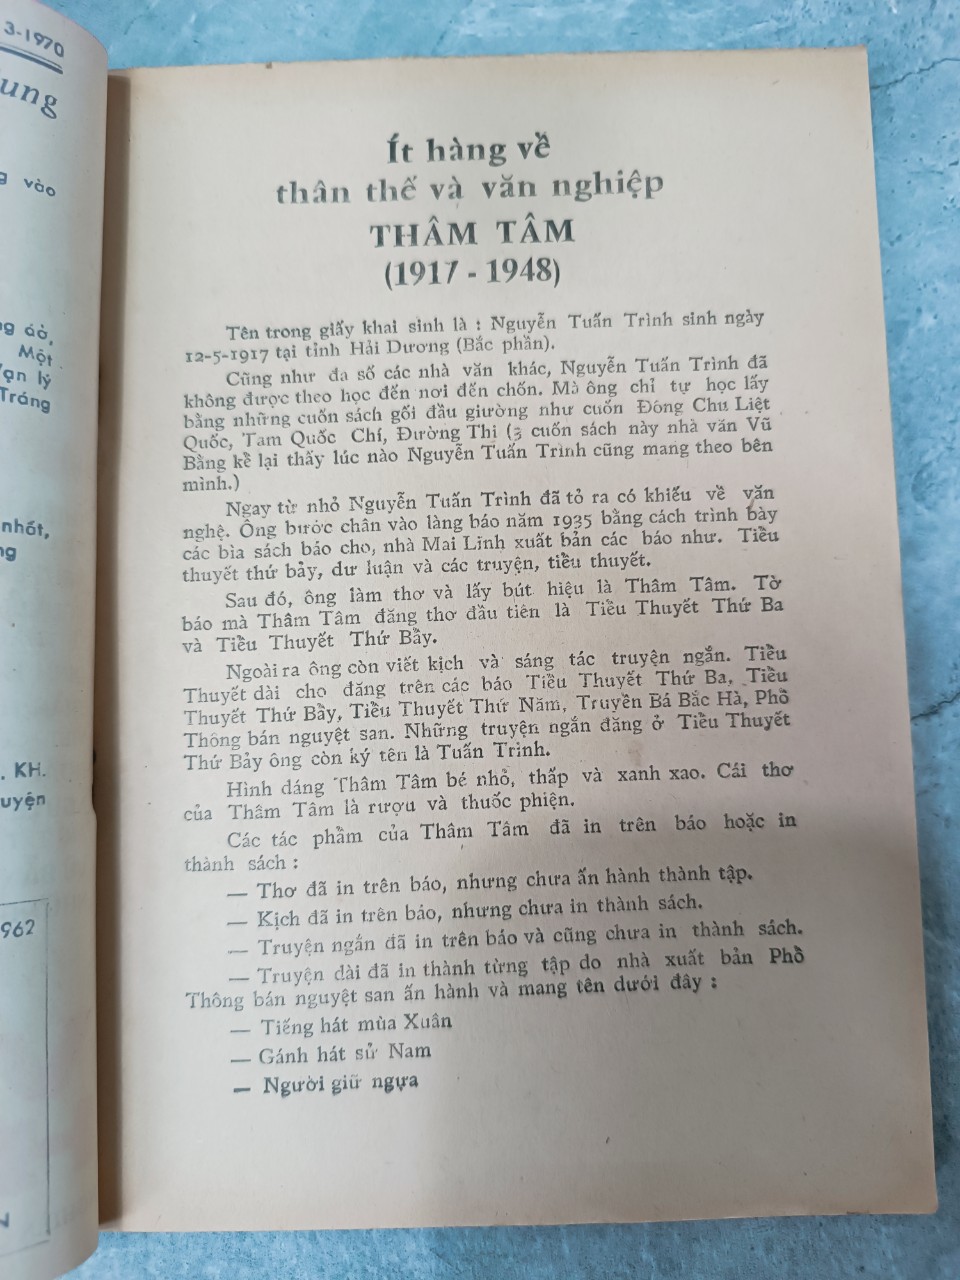 3-1970
ung
vào
áo,
Một
Vạn lý
Tráng
nhất,
KH.
uyện
962
Ít hàng về
thân thế và văn nghiệp
THÂM TÂM
(1917 - 1948)
Tên trong giấy khai sinh là : Nguyễn Tuấn Trình sinh ngày
12-5-1917 tại tỉnh Hải Dương (Bắc phần).
Cũng như đa số các nhà văn khác, Nguyễn Tuấn Trình đã
không được theo học đến nơi đến chốn. Mà ông chỉ tự học lấy
bằng những cuốn sách gối đầu giường như cuốn Đông Chu Liệt
Quốc, Tam Quốc Chí, Đường Thi (3 cuốn sách này nhà văn Vũ
Bằng kể lại thấy lúc nào Nguyễn Tuấn Trình cũng mang theo bên
mình.)
Ngay từ nhỏ Nguyễn Tuấn Trình đã tỏ ra có khiếu về văn
nghệ. Ông bước chân vào làng báo năm 1935 bằng cách trình bày
các bìa sách báo cho, nhà Mai Lĩnh xuất bản các báo như. Tiểu
thuyết thứ bảy, dư luận và các truyện, tiểu thuyết.
Sau đó, ông làm thơ và lấy bút hiệu là Thâm Tâm. Tờ
báo mà Thâm Tâm đăng thơ đầu tiên là Tiểu Thuyết Thứ Ba
và Tiểu Thuyết Thứ Bẩy.
Ngoài ra ông còn viết kịch và sáng tác truyện ngắn. Tiểu
Thuyết dài cho đăng trên các báo Tiểu Thuyết Thứ Ba, Tiểu
Thuyết Thứ Bẩy, Tiểu Thuyết Thứ Năm, Truyền Bá Bắc Hà, Phổ
Thông bán nguyệt san. Những truyện ngắn đăng ở Tiểu Thuyết
Thứ Bảy ông còn ký tên là Tuấn Trình.
Hình dáng Thâm Tâm bé nhỏ, thấp và xanh xao. Cái thơ
của Thâm Tâm là rượu và thuốc phiện.
Các tác phẩm của Thâm Tâm đã in trên báo hoặc in
thành sách :
— Thơ đã in trên báo, nhưng chưa ấn hành thành tập.
— Kịch đã in trên báo, nhưng chưa in thành sách.
— Truyện ngắn đã in trên báo và cũng chưa in thành sách.
— Truyện dài đã in thành từng tập do nhà xuất bản Phổ
Thông bán nguyệt san ấn hành và mang tên dưới đây :
— Tiếng hát mùa Xuân
— Gánh hát sử Nam
— Người giữ ngựa